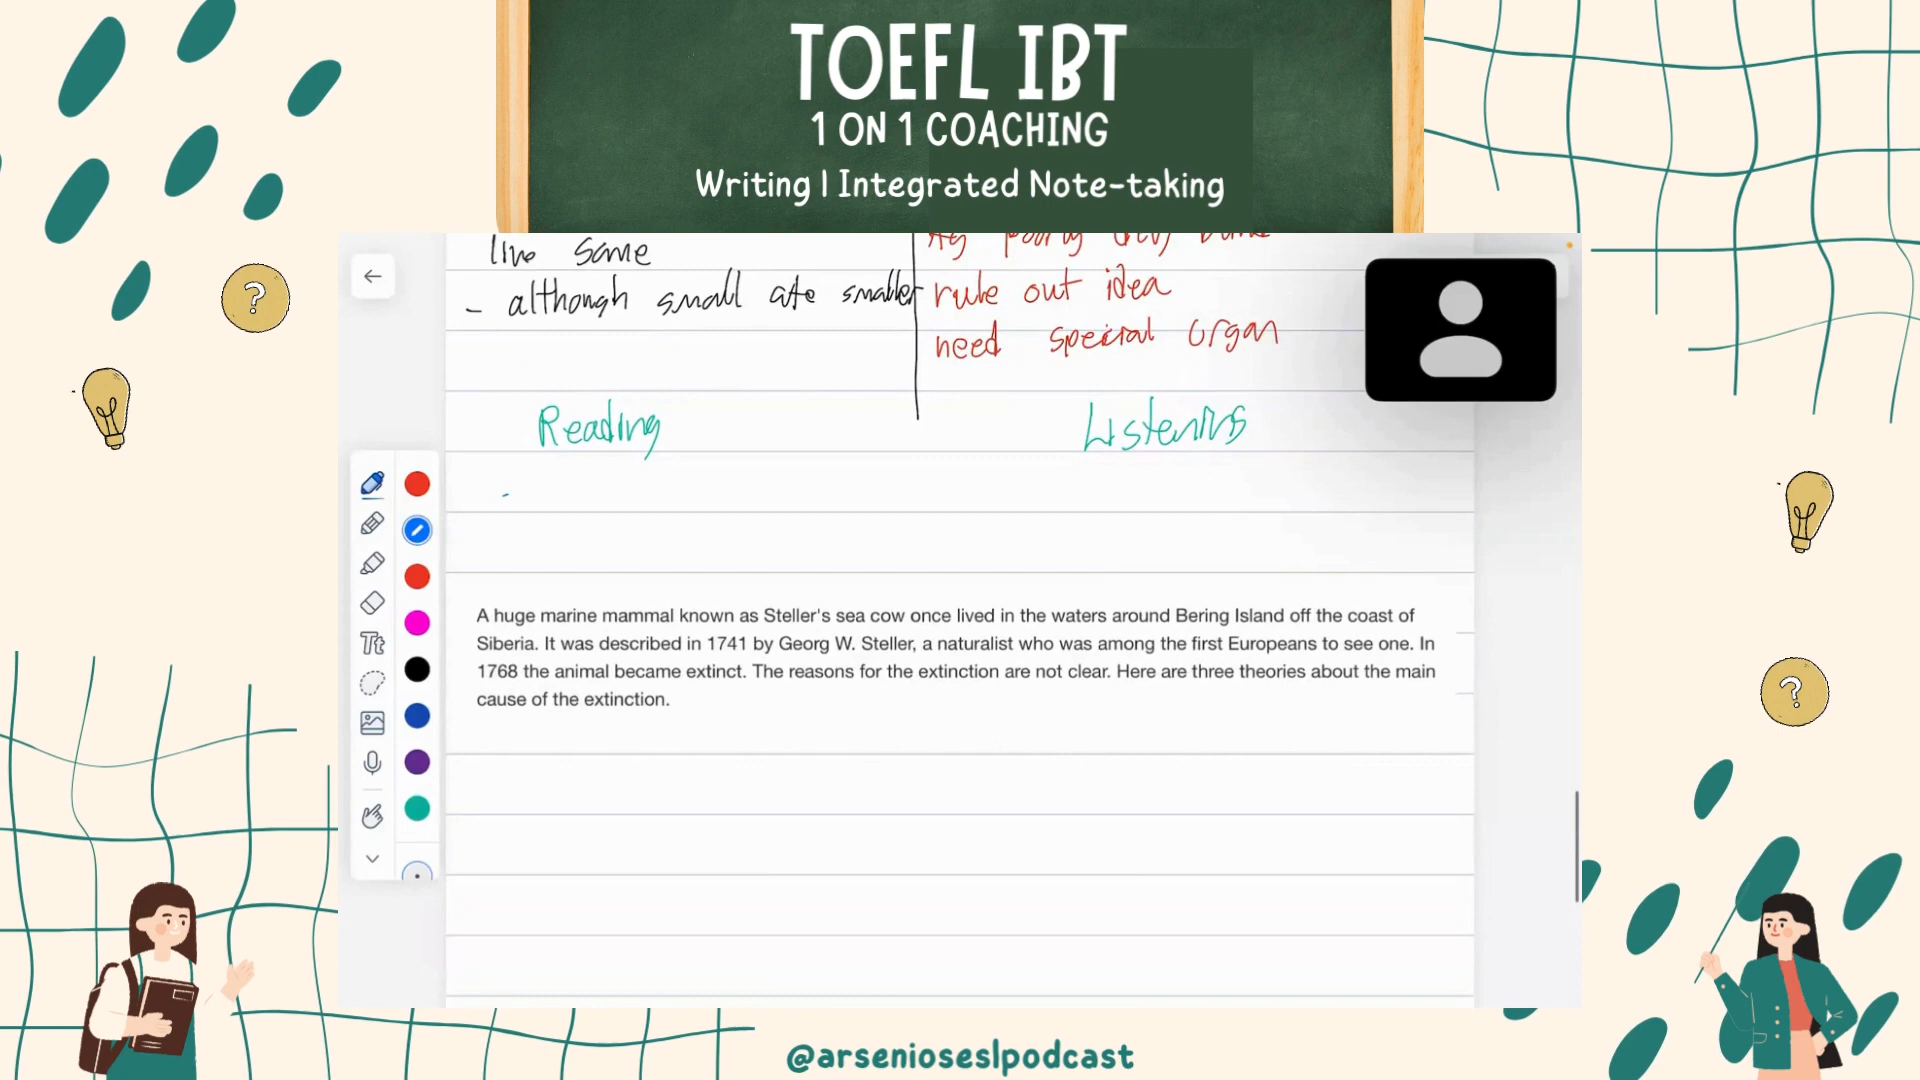 TOEFL IBT
1 ON 1 COACHING
Writing | Integrated Note-taking
live same
- although small ate smaller
rule out idea
need special organ
Reading
Listening
A huge marine mammal known as Steller's sea cow once lived in the waters around Bering Island off the coast of
Siberia. It was described in 1741 by Georg W. Steller, a naturalist who was among the first Europeans to see one. In
1768 the animal became extinct. The reasons for the extinction are not clear. Here are three theories about the main
cause of the extinction.
Tt
?
?
@arsenioseslpodcast